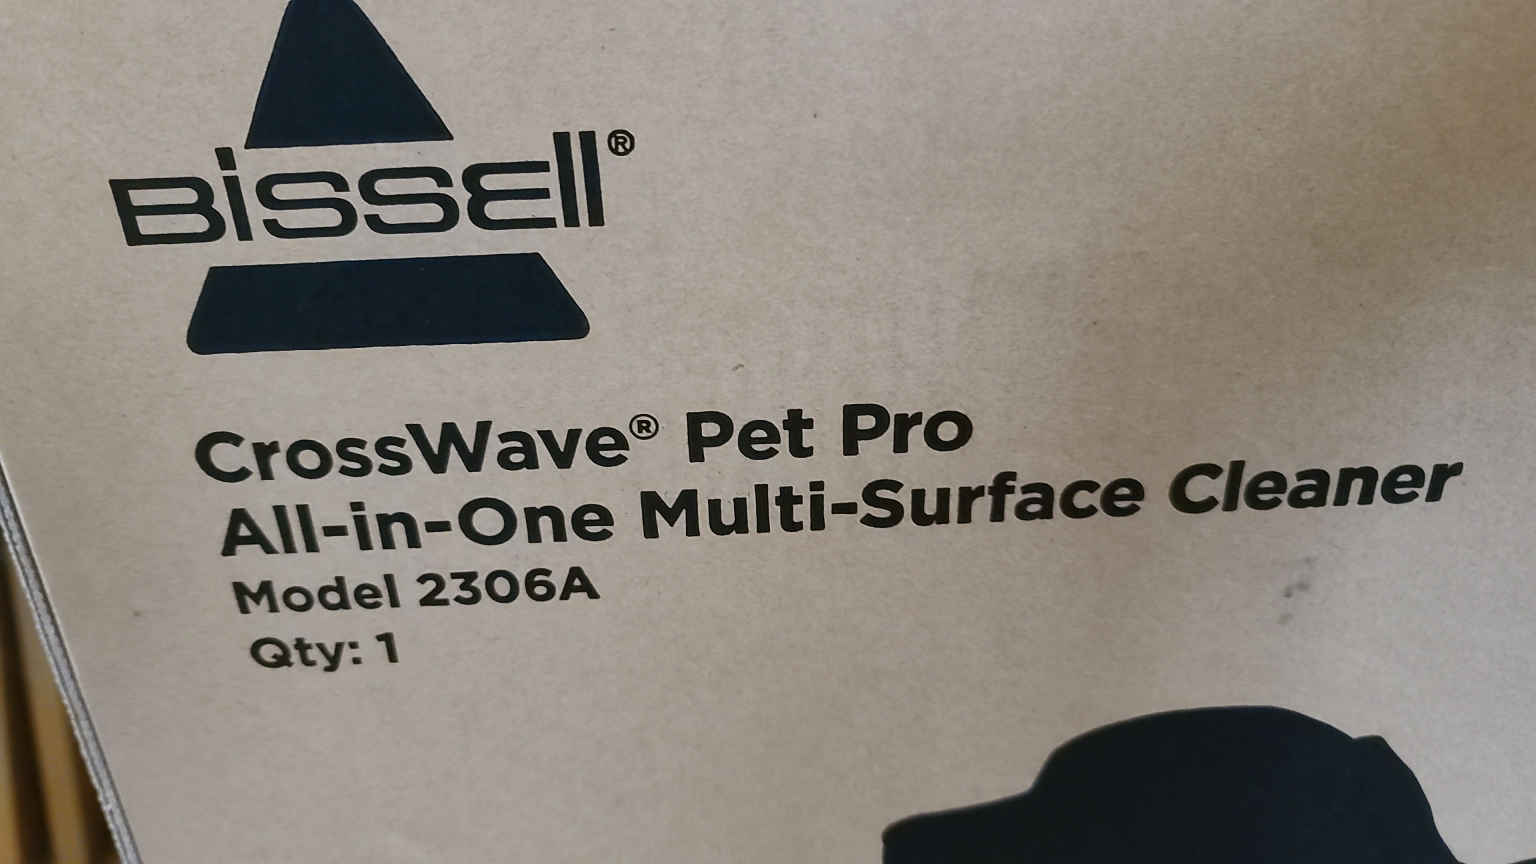 BiSSELL®
CrossWave® Pet Pro
All-in-One Multi-Surface Cleaner
Model 2306A
Qty: 1